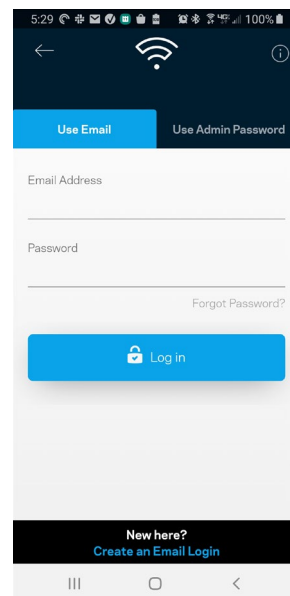 5:29 100%
Use Email Use Admin Password
Email Address
Password
Forgot Password?
Log in
New here?
Create an Email Login